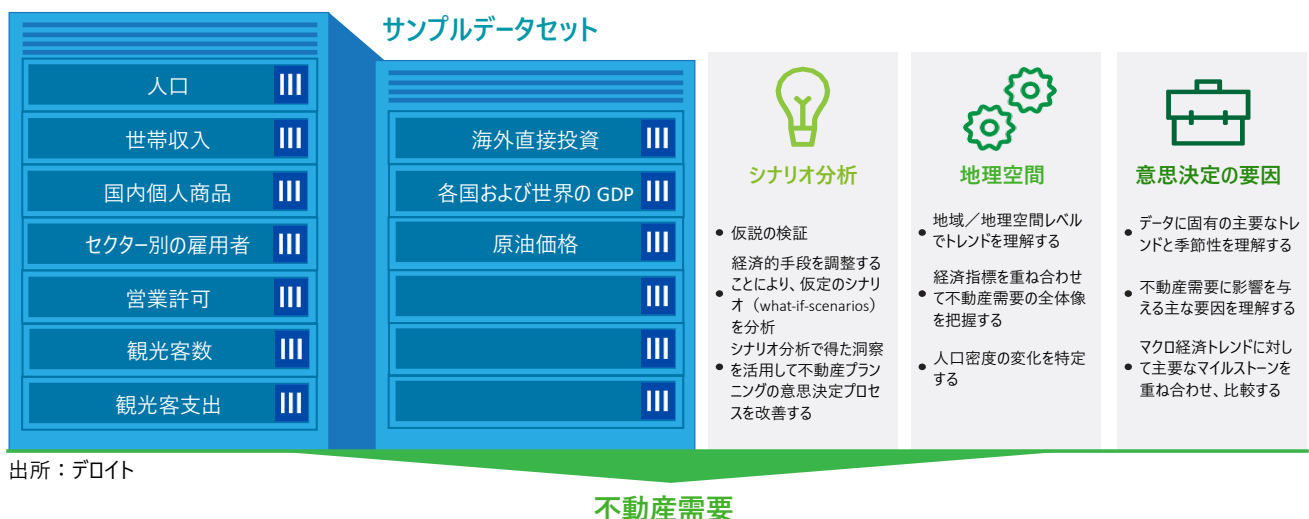 サンプルデータセット
人口
世帯収入
国内個人商品
セクター別の雇用者
営業許可
観光客数
観光客支出
海外直接投資
各国および世界の GDP
原油価格
シナリオ分析
• 仮説の検証
• 経済的手段を調整する
ことにより、仮定のシナリ
オ（what-if-scenarios）
を分析
• シナリオ分析で得た洞察
を活用して不動産プラン
ニングの意思決定プロセ
スを改善する
地理空間
• 地域／地理空間レベル
でトレンドを理解する
• 経済指標を重ね合わせ
て不動産需要の全体像
を把握する
• 人口密度の変化を特定
する
意思決定の要因
• データに固有の主要なトレ
ンドと季節性を理解する
• 不動産需要に影響を与
える主な要因を理解する
• マクロ経済トレンドに対し
て主要なマイルストーンを
重ね合わせ、比較する
出所：デロイト
不動産需要